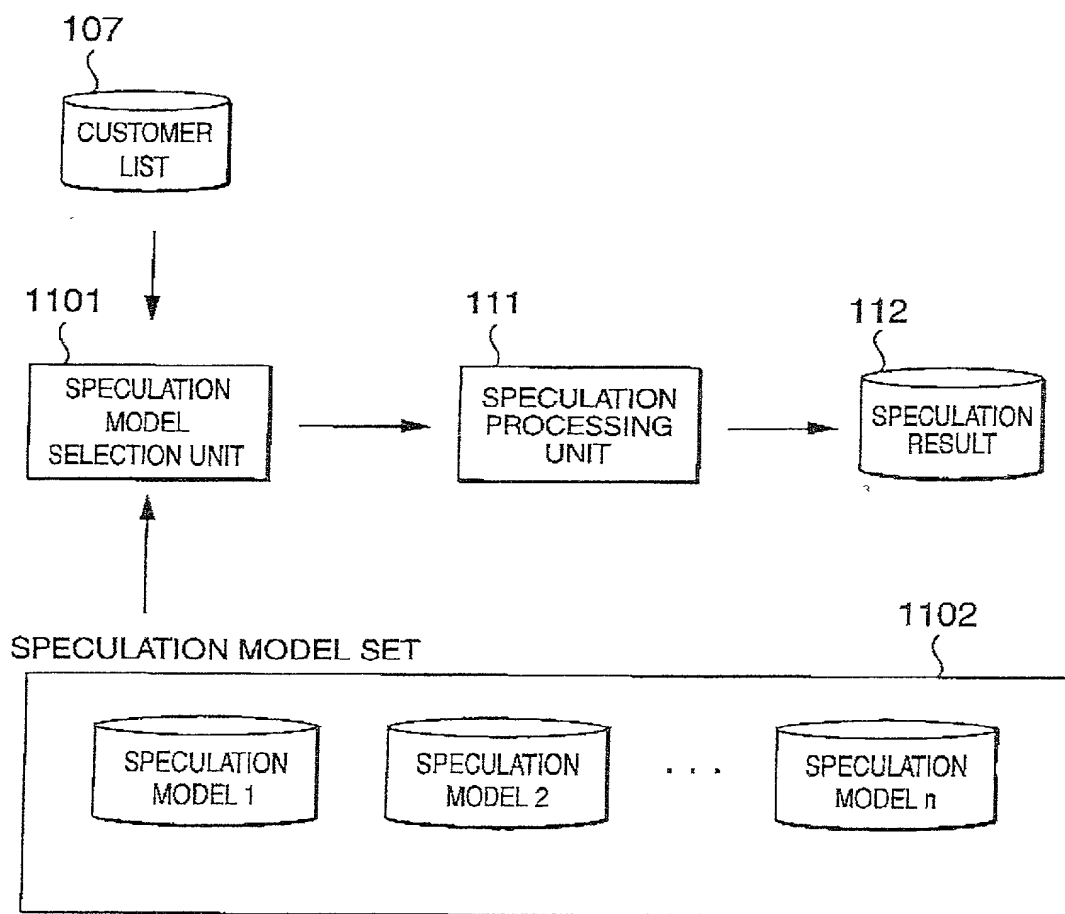 107
CUSTOMER
LIST
1101
SPECULATION
MODEL
SELECTION UNIT
111
SPECULATION
PROCESSING
UNIT
112
SPECULATION
RESULT
1102
SPECULATION MODEL SET
SPECULATION
MODEL 1
SPECULATION
MODEL 2
. . .
SPECULATION
MODEL n